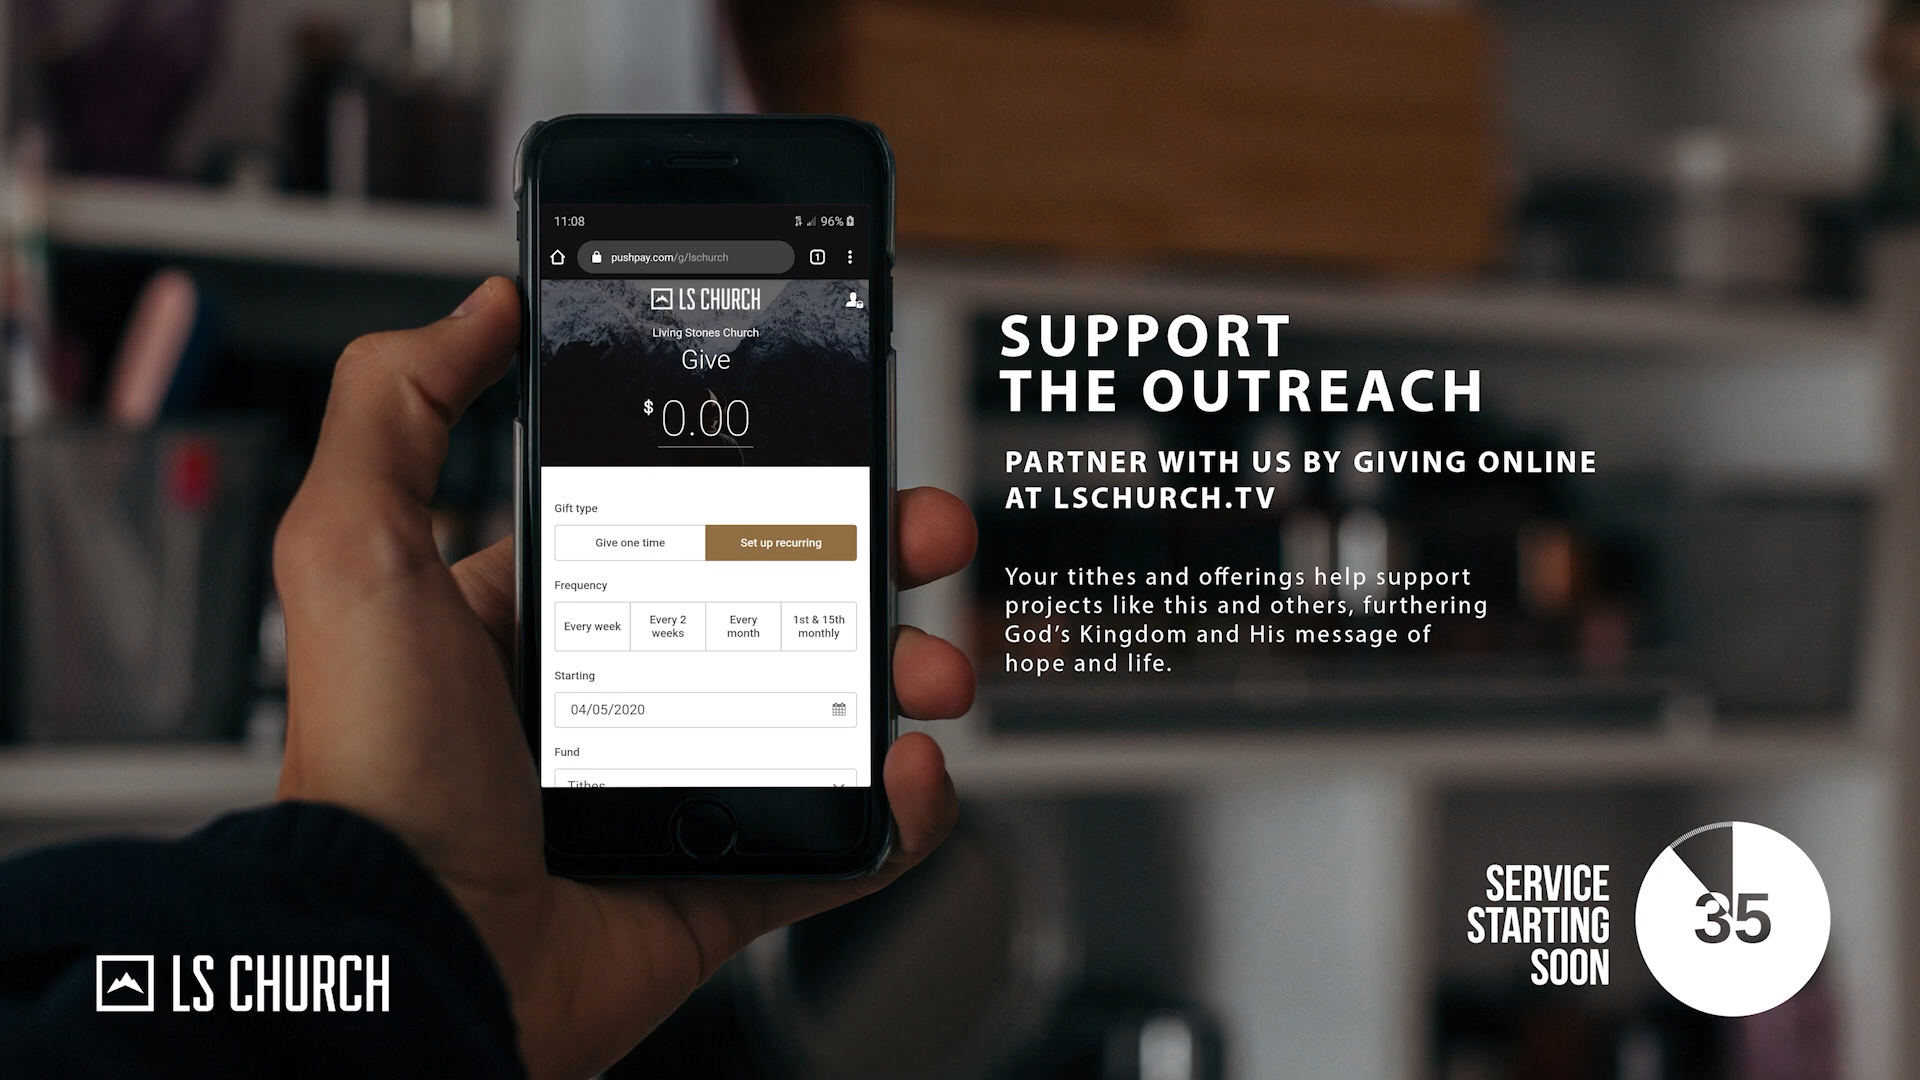 11:08
96%
pushpay.com/g/lschurch
1
LS CHURCH
Living Stones Church
Give
$ 0.00
Gift type
Give one time
Set up recurring
Frequency
Every week
Every 2
weeks
Every
month
1st & 15th
monthly
Starting
04/05/2020
Fund
Tithes
SUPPORT
THE OUTREACH
PARTNER WITH US BY GIVING ONLINE
AT LSCHURCH.TV
Your tithes and offerings help support
projects like this and others, furthering
God's Kingdom and His message of
hope and life.
SERVICE
STARTING
SOON
35
LS CHURCH